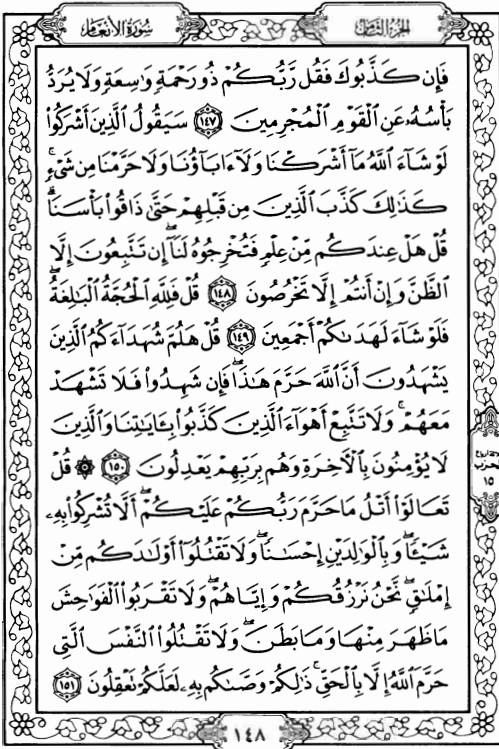 سُورَةُ الأَنْعَامِ الجُزْءُ الثَّامِنُ
فَإِن كَذَّبُوكَ فَقُل رَّبُّكُمْ ذُو رَحْمَةٍ وَٰسِعَةٍ وَلَا يُرَدُّ
بَأْسُهُۥ عَنِ ٱلْقَوْمِ ٱلْمُجْرِمِينَ ١٤٧ سَيَقُولُ ٱلَّذِينَ أَشْرَكُوا۟
لَوْ شَآءَ ٱللَّهُ مَآ أَشْرَكْنَا وَلَآ ءَابَآؤُنَا وَلَا حَرَّمْنَا مِن شَىْءٍۚ
كَذَٰلِكَ كَذَّبَ ٱلَّذِينَ مِن قَبْلِهِمْ حَتَّىٰ ذَاقُوا۟ بَأْسَنَاۗ
قُلْ هَلْ عِندَكُم مِّنْ عِلْمٍ فَتُخْرِجُوهُ لَنَآۖ إِن تَتَّبِعُونَ إِلَّا
ٱلظَّنَّ وَإِنْ أَنتُمْ إِلَّا تَخْرُصُونَ ١٤٨ قُلْ فَلِلَّهِ ٱلْحُجَّةُ ٱلْبَٰلِغَةُۖ
فَلَوْ شَآءَ لَهَدَىٰكُمْ أَجْمَعِينَ ١٤٩ قُلْ هَلُمَّ شُهَدَآءَكُمُ ٱلَّذِينَ
يَشْهَدُونَ أَنَّ ٱللَّهَ حَرَّمَ هَٰذَاۖ فَإِن شَهِدُوا۟ فَلَا تَشْهَدْ
مَعَهُمْۚ وَلَا تَتَّبِعْ أَهْوَآءَ ٱلَّذِينَ كَذَّبُوا۟ بِـَٔايَٰتِنَا وَٱلَّذِينَ
لَا يُؤْمِنُونَ بِٱلْـَٔاخِرَةِ وَهُم بِرَبِّهِمْ يَعْدِلُونَ ١٥٠ ۞ قُلْ
تَعَالَوْا۟ أَتْلُ مَا حَرَّمَ رَبُّكُمْ عَلَيْكُمْۖ أَلَّا تُشْرِكُوا۟ بِهِۦ
شَيْـًٔاۖ وَبِٱلْوَٰلِدَيْنِ إِحْسَٰنًاۖ وَلَا تَقْتُلُوٓا۟ أَوْلَٰدَكُم مِّنْ
إِمْلَٰقٍۖ نَّحْنُ نَرْزُقُكُمْ وَإِيَّاهُمْۖ وَلَا تَقْرَبُوا۟ ٱلْفَوَٰحِشَ
مَا ظَهَرَ مِنْهَا وَمَا بَطَنَۖ وَلَا تَقْتُلُوا۟ ٱلنَّفْسَ ٱلَّتِى
حَرَّمَ ٱللَّهُ إِلَّا بِٱلْحَقِّۚ ذَٰلِكُمْ وَصَّىٰكُم بِهِۦ لَعَلَّكُمْ تَعْقِلُونَ ١٥١
الحزب
١٥
١٤٨